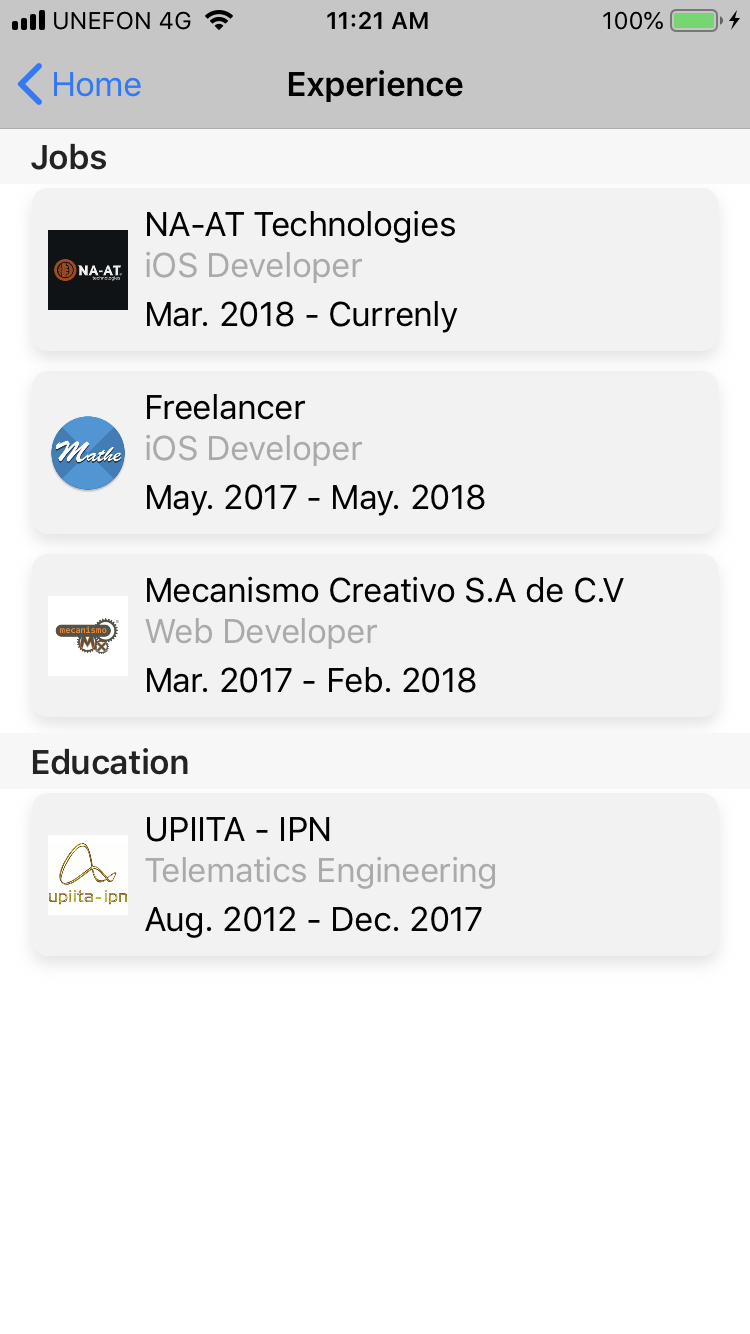 UNEFON 4G 11:21 AM 100%
Home Experience
Jobs
NA-AT Technologies
iOS Developer
Mar. 2018 - Currenly
NA-AT
technologies
Freelancer
iOS Developer
May. 2017 - May. 2018
Mathe
Mecanismo Creativo S.A de C.V
Web Developer
Mar. 2017 - Feb. 2018
mecanismo
Mx
Education
UPIITA - IPN
Telematics Engineering
Aug. 2012 - Dec. 2017
upiita-ipn